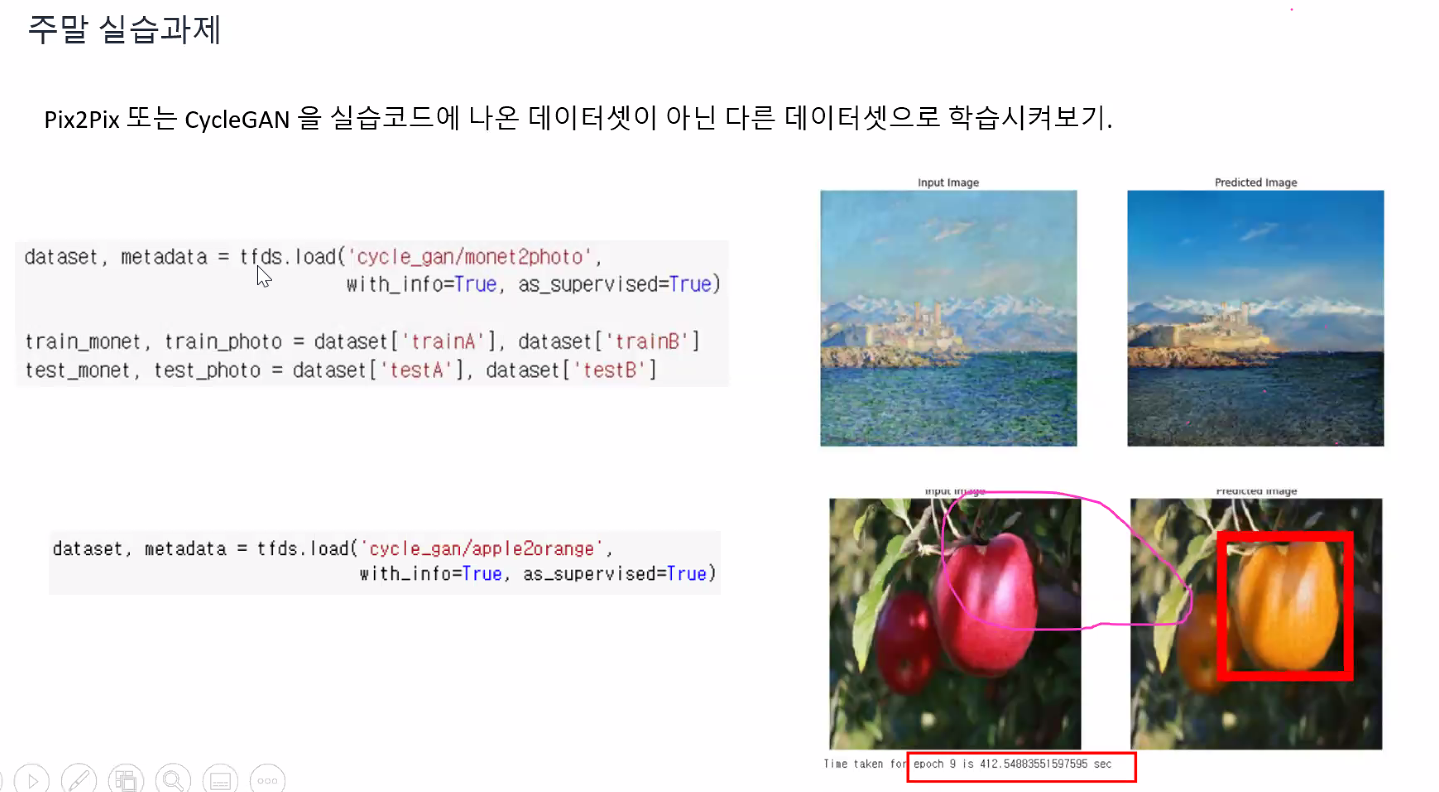 주말 실습과제
Pix2Pix 또는 CycleGAN 을 실습코드에 나온 데이터셋이 아닌 다른 데이터셋으로 학습시켜보기.
dataset, metadata = tfds.load('cycle_gan/monet2photo',
with_info=True, as_supervised=True)
train_monet, train_photo = dataset['trainA'], dataset['trainB']
test_monet, test_photo = dataset['testA'], dataset['testB']
Input Image
Predicted Image
dataset, metadata = tfds.load('cycle_gan/apple2orange',
with_info=True, as_supervised=True)
Input Image
Predicted Image
Time taken for epoch 9 is 412.54883551597595 sec